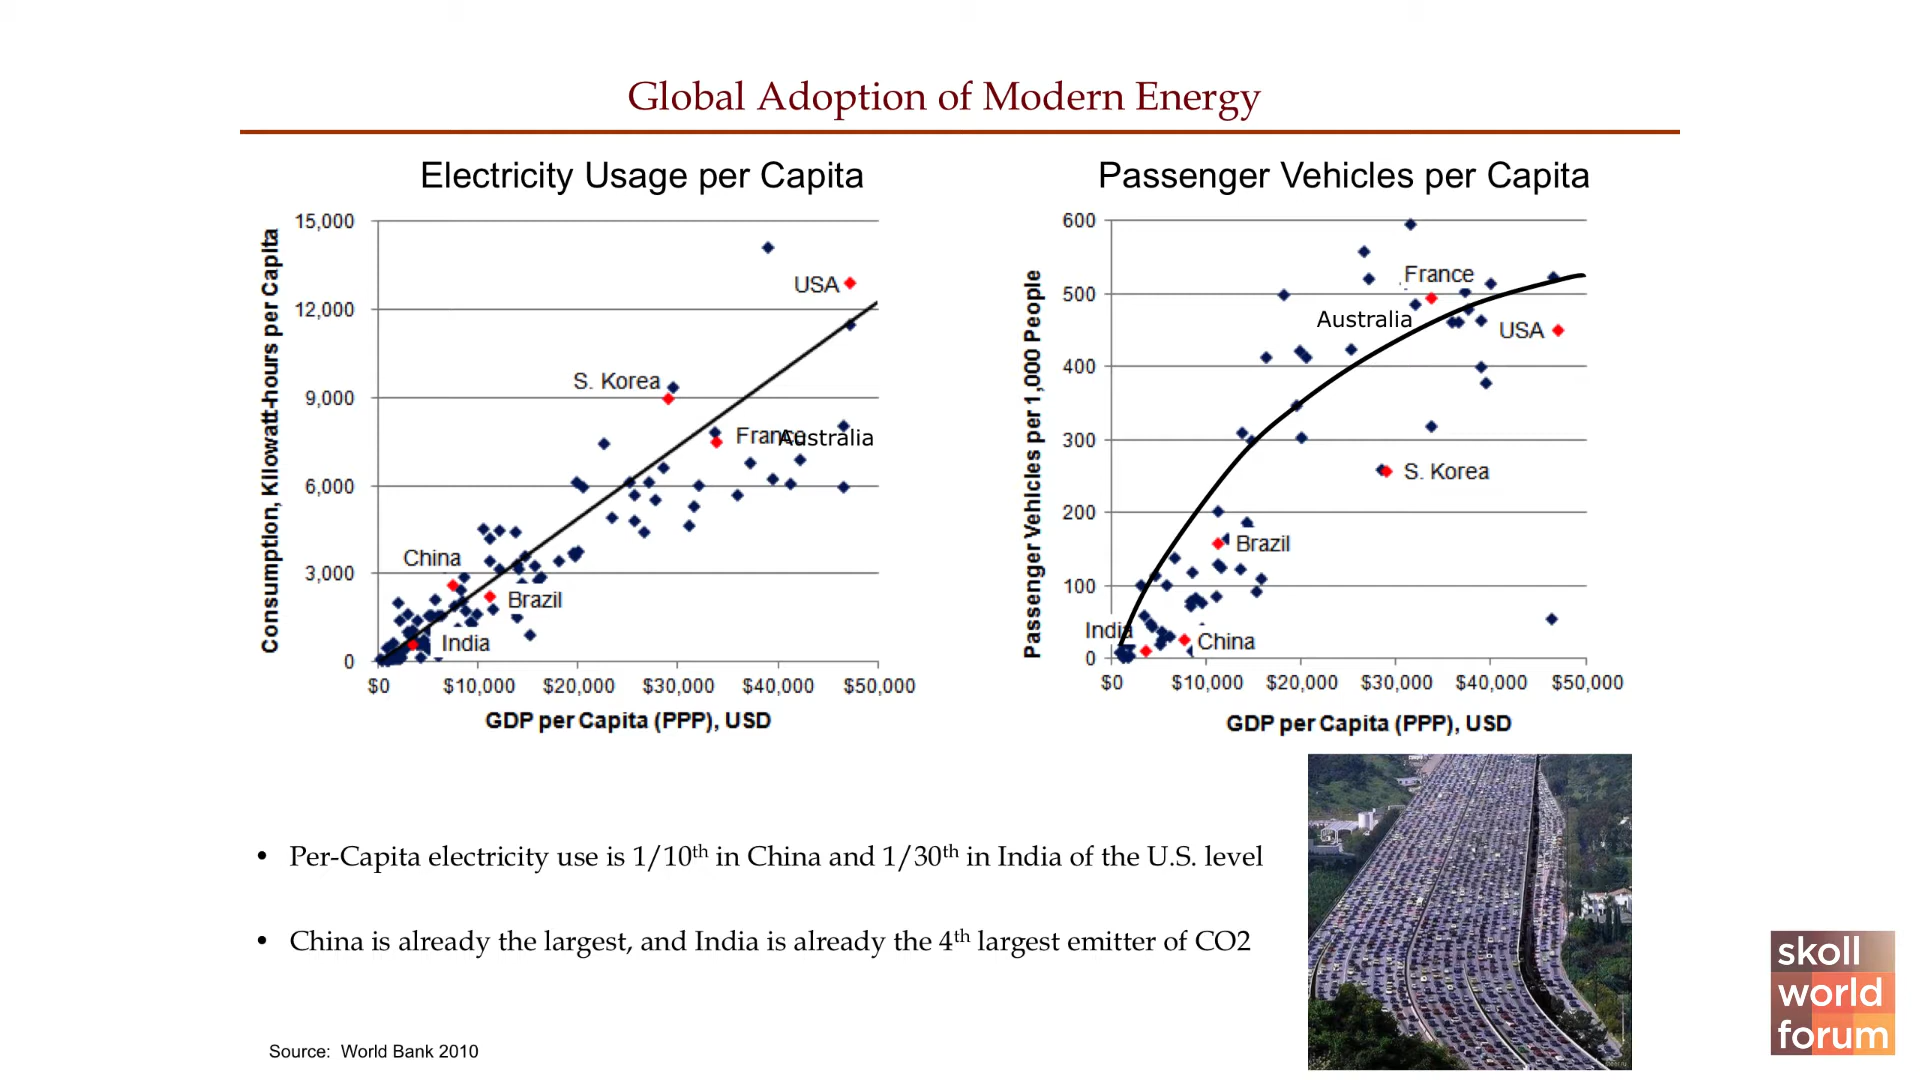 Global Adoption of Modern Energy
Electricity Usage per Capita
Consumption, Kilowatt-hours per Capita
15,000
12,000
9,000
6,000
3,000
0
USA
S. Korea
France
Australia
China
Brazil
India
$0 $10,000 $20,000 $30,000 $40,000 $50,000
GDP per Capita (PPP), USD
Passenger Vehicles per Capita
Passenger Vehicles per 1,000 People
600
500
400
300
200
100
0
France
Australia
USA
S. Korea
Brazil
India
China
$0 $10,000 $20,000 $30,000 $40,000 $50,000
GDP per Capita (PPP), USD
• Per-Capita electricity use is 1/10th in China and 1/30th in India of the U.S. level
• China is already the largest, and India is already the 4th largest emitter of CO2
Source: World Bank 2010
skoll
world
forum